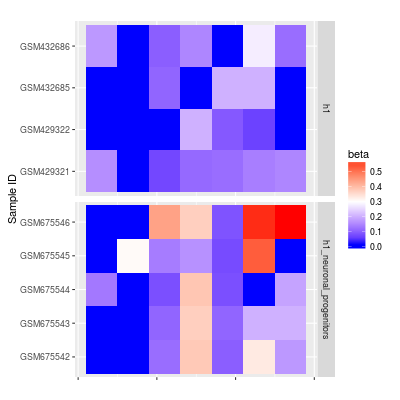 GSM432686
GSM432685
GSM429322
GSM429321
h1
GSM675546
GSM675545
GSM675544
GSM675543
GSM675542
h1_neuronal_progenitors
Sample ID
beta
0.5
0.4
0.3
0.2
0.1
0.0